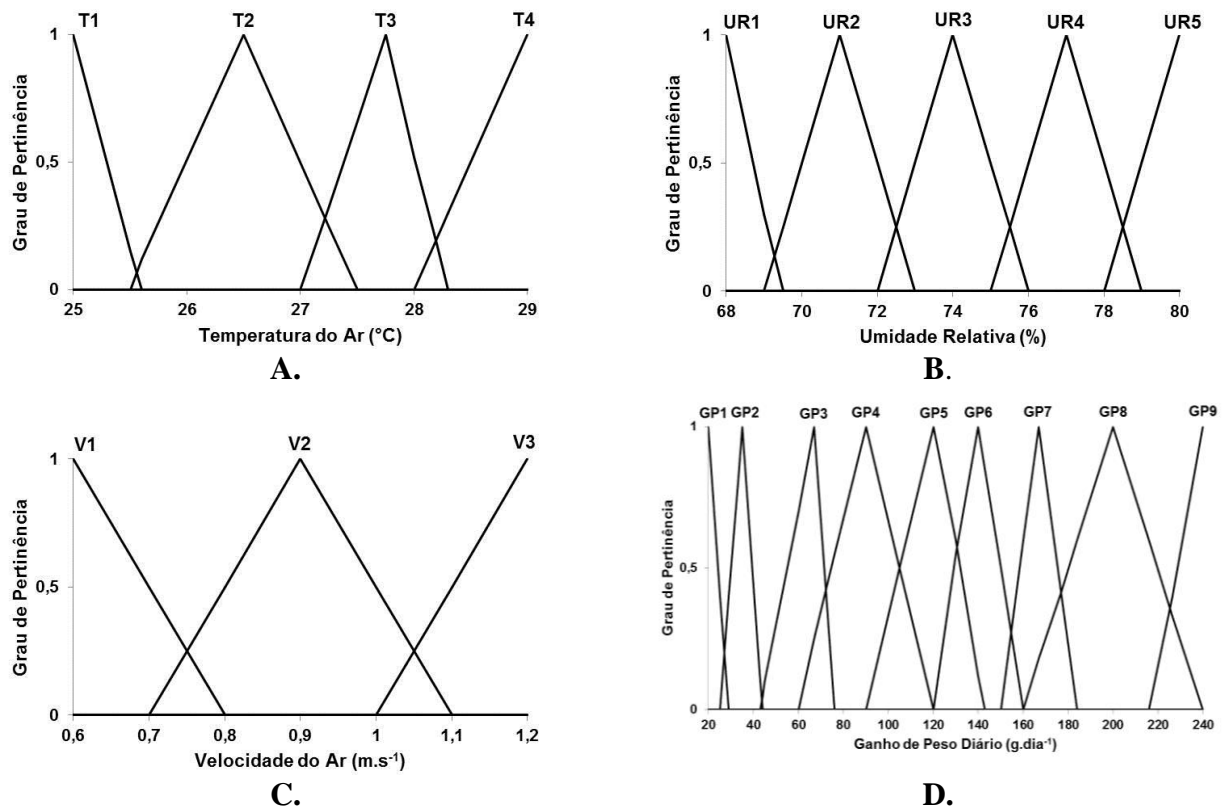 T1 T2 T3 T4
1
0,5
0
Grau de Pertinência
25 26 27 28 29
Temperatura do Ar (°C)
A.
UR1 UR2 UR3 UR4 UR5
1
0,5
0
Grau de Pertinência
68 70 72 74 76 78 80
Umidade Relativa (%)
B.
V1 V2 V3
1
0,5
0
Grau de Pertinência
0,6 0,7 0,8 0,9 1 1,1 1,2
Velocidade do Ar (m.s⁻¹)
C.
GP1 GP2 GP3 GP4 GP5 GP6 GP7 GP8 GP9
1
0,5
0
Grau de Pertinência
20 40 60 80 100 120 140 160 180 200 220 240
Ganho de Peso Diário (g.dia⁻¹)
D.